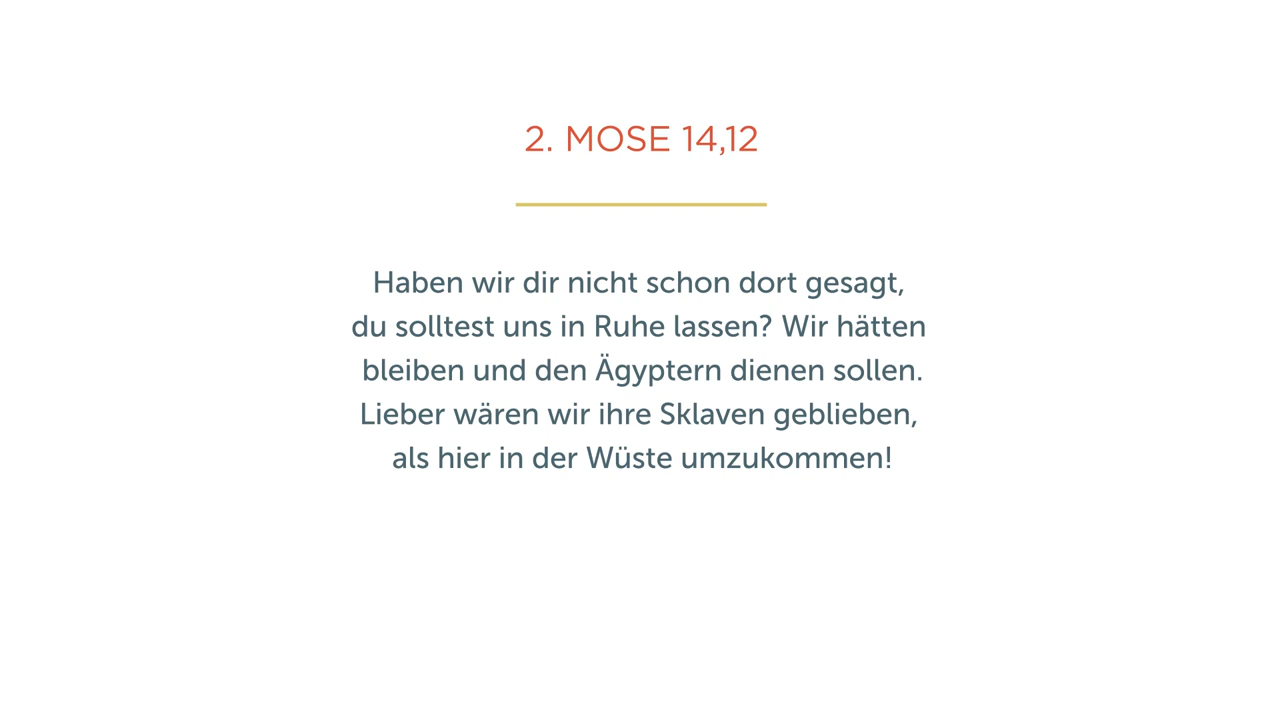 2. MOSE 14,12
Haben wir dir nicht schon dort gesagt,
du solltest uns in Ruhe lassen? Wir hätten
bleiben und den Ägyptern dienen sollen.
Lieber wären wir ihre Sklaven geblieben,
als hier in der Wüste umzukommen!